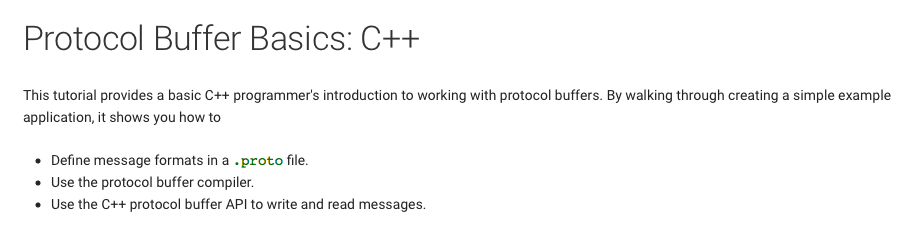 Protocol Buffer Basics: C++
This tutorial provides a basic C++ programmer's introduction to working with protocol buffers. By walking through creating a simple example
application, it shows you how to
• Define message formats in a .proto file.
• Use the protocol buffer compiler.
• Use the C++ protocol buffer API to write and read messages.